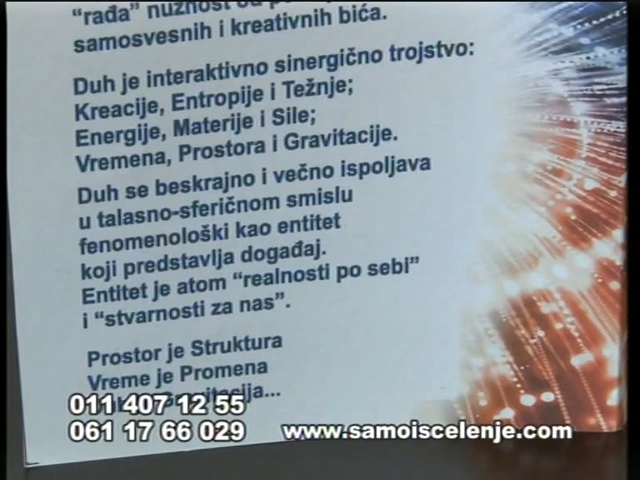 "rađa" nužnost
samosvesnih i kreativnih bića.
Duh je interaktivno sinergično trojstvo:
Kreacije, Entropije i Težnje;
Energije, Materije i Sile;
Vremena, Prostora i Gravitacije.
Duh se beskrajno i večno ispoljava
u talasno-sferičnom smislu
fenomenološki kao entitet
koji predstavlja događaj.
Entitet je atom "realnosti po sebi"
i "stvarnosti za nas".
Prostor je Struktura
Vreme je Promena
011 407 12 55
061 17 66 029 www.samoiscelenje.com